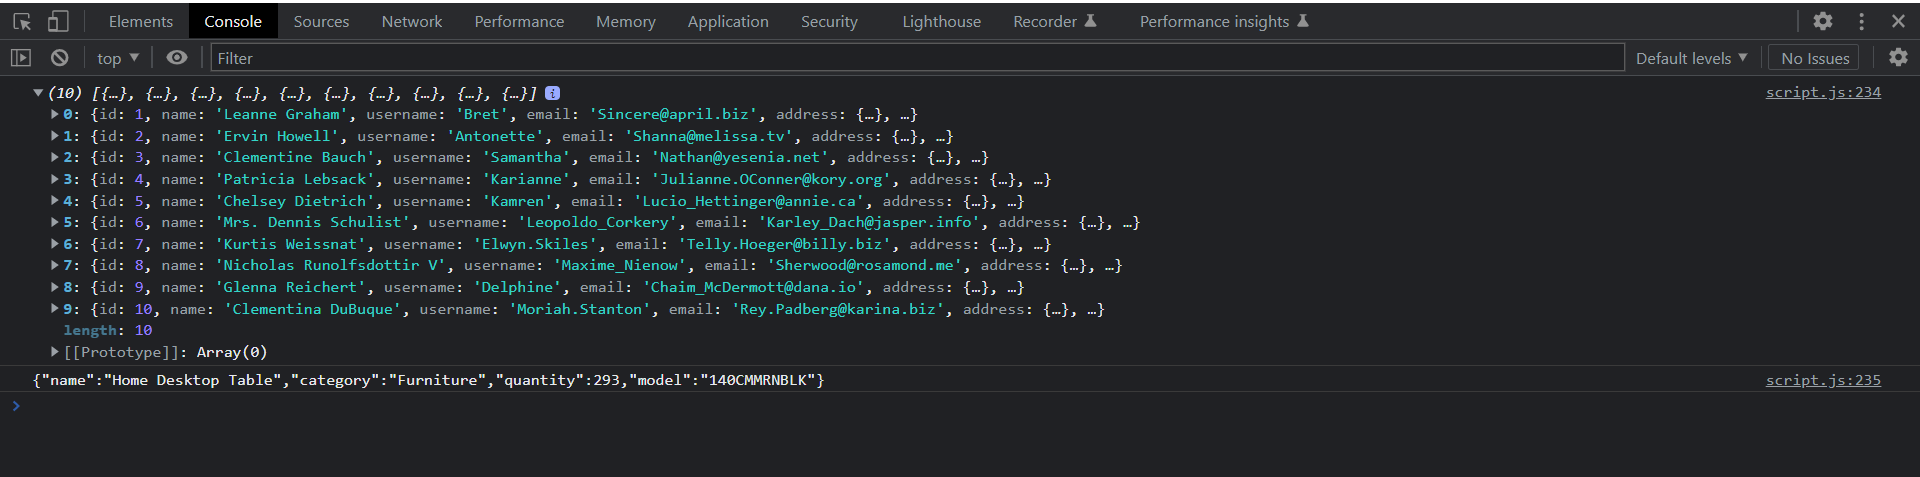 Elements Console Sources Network Performance Memory Application Security Lighthouse Recorder Performance insights
top Filter Default levels No Issues
(10) [{…}, {…}, {…}, {…}, {…}, {…}, {…}, {…}, {…}, {…}] i script.js:234
0: {id: 1, name: 'Leanne Graham', username: 'Bret', email: 'Sincere@april.biz', address: {…}, …}
1: {id: 2, name: 'Ervin Howell', username: 'Antonette', email: 'Shanna@melissa.tv', address: {…}, …}
2: {id: 3, name: 'Clementine Bauch', username: 'Samantha', email: 'Nathan@yesenia.net', address: {…}, …}
3: {id: 4, name: 'Patricia Lebsack', username: 'Karianne', email: 'Julianne.OConner@kory.org', address: {…}, …}
4: {id: 5, name: 'Chelsey Dietrich', username: 'Kamren', email: 'Lucio_Hettinger@annie.ca', address: {…}, …}
5: {id: 6, name: 'Mrs. Dennis Schulist', username: 'Leopoldo_Corkery', email: 'Karley_Dach@jasper.info', address: {…}, …}
6: {id: 7, name: 'Kurtis Weissnat', username: 'Elwyn.Skiles', email: 'Telly.Hoeger@billy.biz', address: {…}, …}
7: {id: 8, name: 'Nicholas Runolfsdottir V', username: 'Maxime_Nienow', email: 'Sherwood@rosamond.me', address: {…}, …}
8: {id: 9, name: 'Glenna Reichert', username: 'Delphine', email: 'Chaim_McDermott@dana.io', address: {…}, …}
9: {id: 10, name: 'Clementina DuBuque', username: 'Moriah.Stanton', email: 'Rey.Padberg@karina.biz', address: {…}, …}
length: 10
[[Prototype]]: Array(0)
{"name":"Home Desktop Table","category":"Furniture","quantity":293,"model":"140CMMRNBLK"} script.js:235